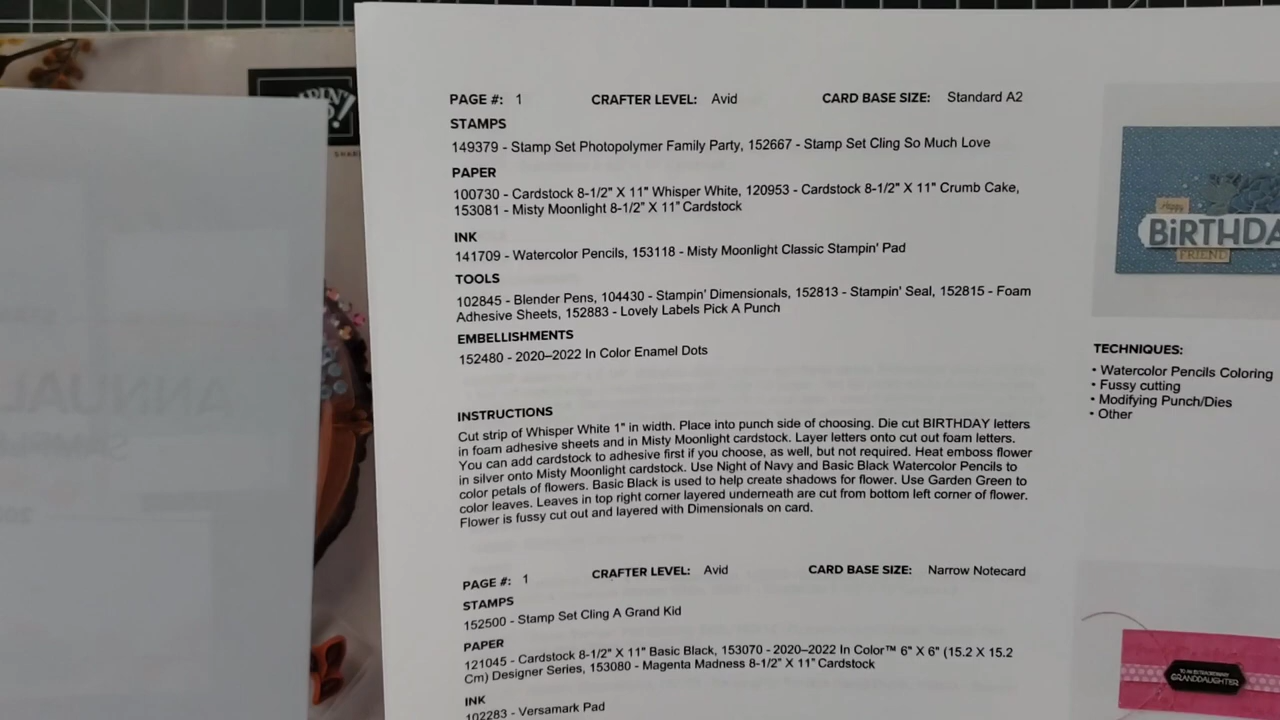 PAGE #: 1 CRAFTER LEVEL: Avid CARD BASE SIZE: Standard A2
STAMPS
149379 - Stamp Set Photopolymer Family Party, 152667 - Stamp Set Cling So Much Love
PAPER
100730 - Cardstock 8-1/2" X 11" Whisper White, 120953 - Cardstock 8-1/2" X 11" Crumb Cake,
153081 - Misty Moonlight 8-1/2" X 11" Cardstock
INK
141709 - Watercolor Pencils, 153118 - Misty Moonlight Classic Stampin' Pad
TOOLS
102845 - Blender Pens, 104430 - Stampin' Dimensionals, 152813 - Stampin' Seal, 152815 - Foam
Adhesive Sheets, 152883 - Lovely Labels Pick A Punch
EMBELLISHMENTS
152480 - 2020–2022 In Color Enamel Dots
INSTRUCTIONS
Cut strip of Whisper White 1" in width. Place into punch side of choosing. Die cut BIRTHDAY letters
in foam adhesive sheets and in Misty Moonlight cardstock. Layer letters onto cut out foam letters.
You can add cardstock to adhesive first if you choose, as well, but not required. Heat emboss flower
in silver onto Misty Moonlight cardstock. Use Night of Navy and Basic Black Watercolor Pencils to
color petals of flowers. Basic Black is used to help create shadows for flower. Use Garden Green to
color leaves. Leaves in top right corner layered underneath are cut from bottom left corner of flower.
Flower is fussy cut out and layered with Dimensionals on card.
Happy
BiRTHDA
FRIEND
TECHNIQUES:
• Watercolor Pencils Coloring
• Fussy cutting
• Modifying Punch/Dies
• Other
PAGE #: 1 CRAFTER LEVEL: Avid CARD BASE SIZE: Narrow Notecard
STAMPS
152500 - Stamp Set Cling A Grand Kid
PAPER
121045 - Cardstock 8-1/2" X 11" Basic Black, 153070 - 2020–2022 In Color™ 6" X 6" (15.2 X 15.2
Cm) Designer Series, 153080 - Magenta Madness 8-1/2" X 11" Cardstock
INK
102283 - Versamark Pad
TO AN EXTRAORDINARY
GRANDDAUGHTER
ANNUAL